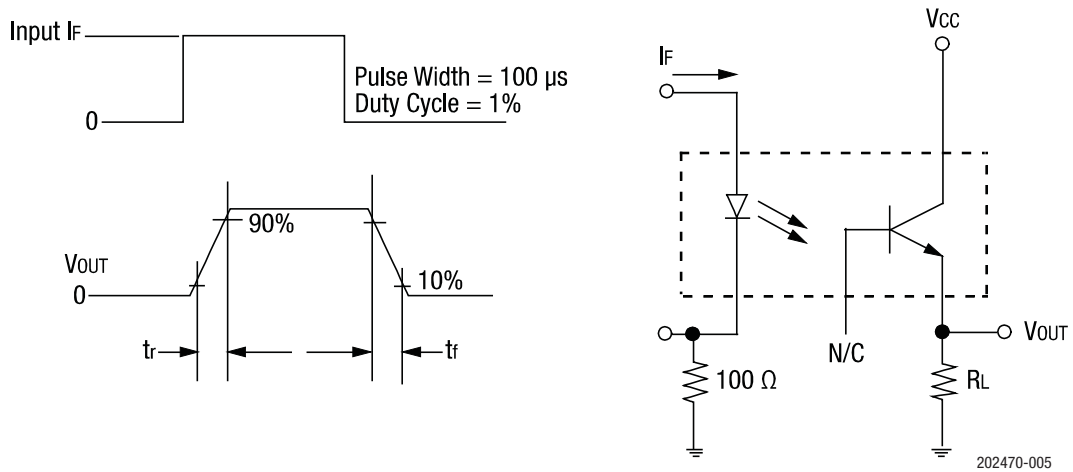 Input IF
0
Pulse Width = 100 µs
Duty Cycle = 1%
90%
VOUT
0
10%
tr
tf
VCC
IF
N/C
VOUT
100 Ω
RL
202470-005